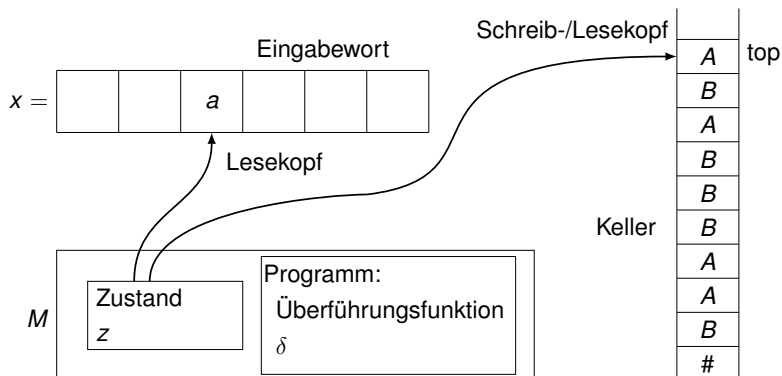 Schreib-/Lesekopf
Eingabewort
top
x =
a
Lesekopf
Keller
A
B
A
B
B
B
A
A
B
#
M
Zustand
z
Programm:
Überführungsfunktion
δ